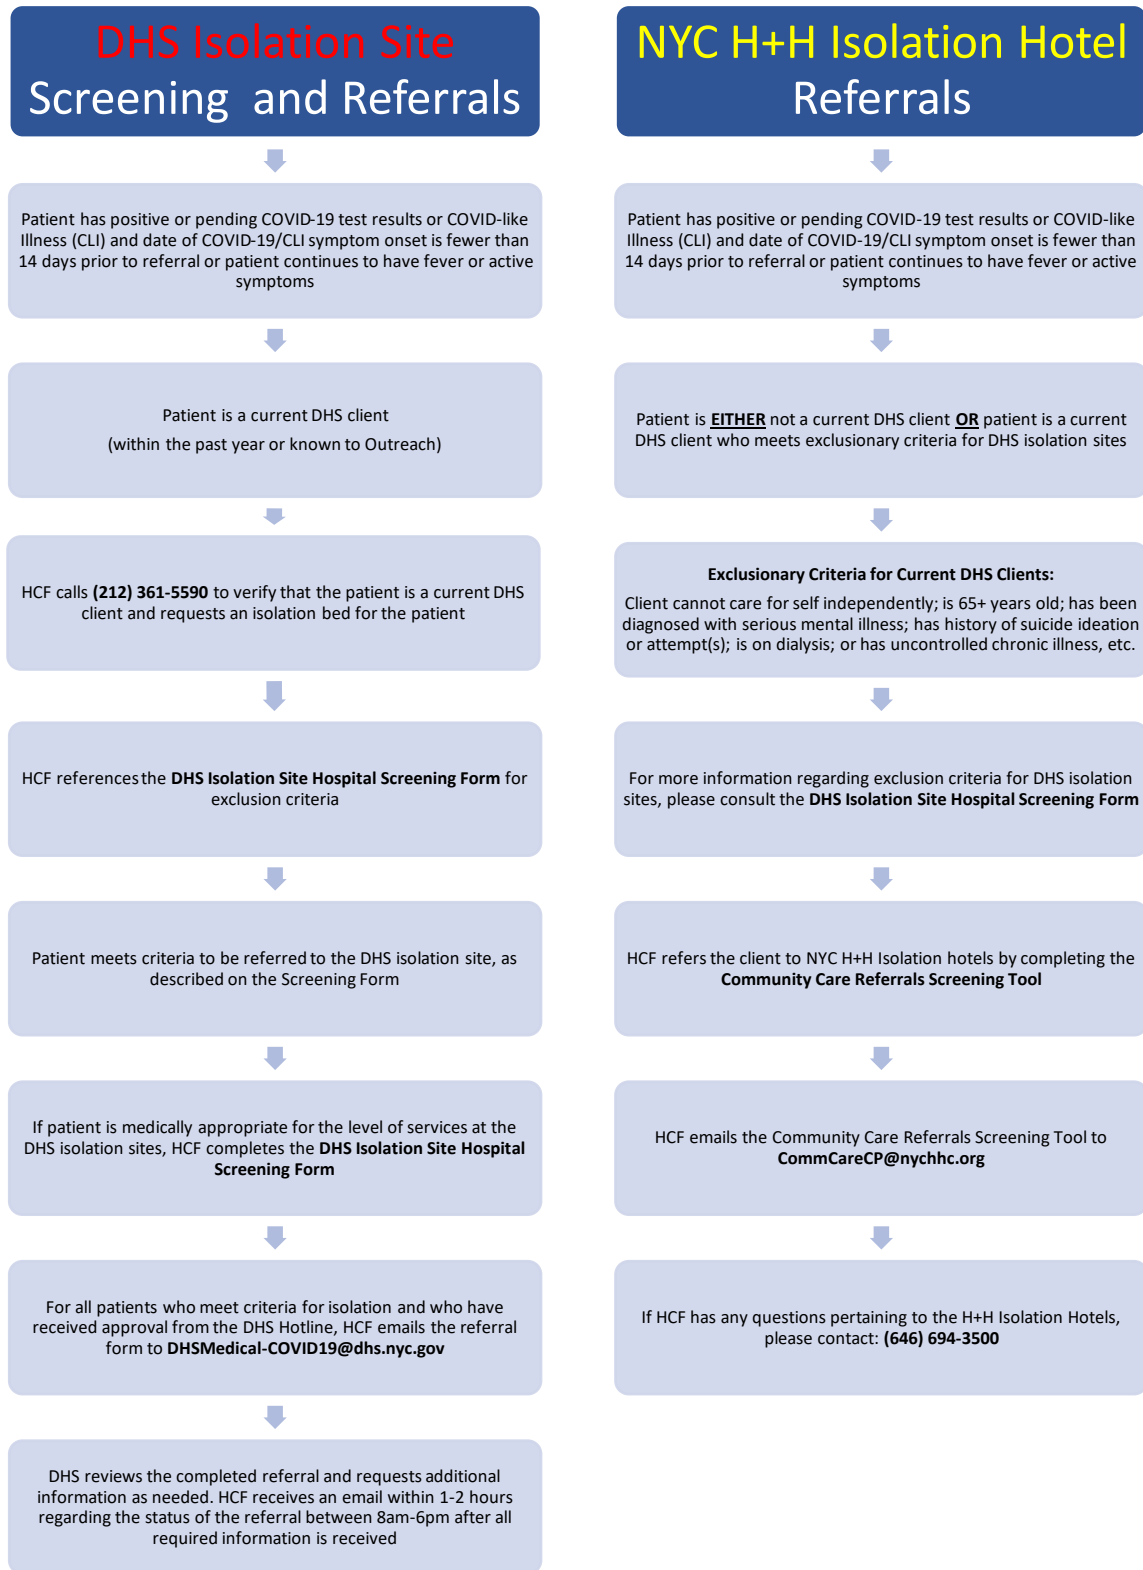 DHS Isolation Site
Screening and Referrals
Patient has positive or pending COVID-19 test results or COVID-like
Illness (CLI) and date of COVID-19/CLI symptom onset is fewer than
14 days prior to referral or patient continues to have fever or active
symptoms
Patient is a current DHS client
(within the past year or known to Outreach)
HCF calls (212) 361-5590 to verify that the patient is a current DHS
client and requests an isolation bed for the patient
HCF references the DHS Isolation Site Hospital Screening Form for
exclusion criteria
Patient meets criteria to be referred to the DHS isolation site, as
described on the Screening Form
If patient is medically appropriate for the level of services at the
DHS isolation sites, HCF completes the DHS Isolation Site Hospital
Screening Form
For all patients who meet criteria for isolation and who have
received approval from the DHS Hotline, HCF emails the referral
form to DHSMedical-COVID19@dhs.nyc.gov
DHS reviews the completed referral and requests additional
information as needed. HCF receives an email within 1-2 hours
regarding the status of the referral between 8am-6pm after all
required information is received
NYC H+H Isolation Hotel
Referrals
Patient has positive or pending COVID-19 test results or COVID-like
Illness (CLI) and date of COVID-19/CLI symptom onset is fewer than
14 days prior to referral or patient continues to have fever or active
symptoms
Patient is EITHER not a current DHS client OR patient is a current
DHS client who meets exclusionary criteria for DHS isolation sites
Exclusionary Criteria for Current DHS Clients:
Client cannot care for self independently; is 65+ years old; has been
diagnosed with serious mental illness; has history of suicide ideation
or attempt(s); is on dialysis; or has uncontrolled chronic illness, etc.
For more information regarding exclusion criteria for DHS isolation
sites, please consult the DHS Isolation Site Hospital Screening Form
HCF refers the client to NYC H+H Isolation hotels by completing the
Community Care Referrals Screening Tool
HCF emails the Community Care Referrals Screening Tool to
CommCareCP@nychhc.org
If HCF has any questions pertaining to the H+H Isolation Hotels,
please contact: (646) 694-3500